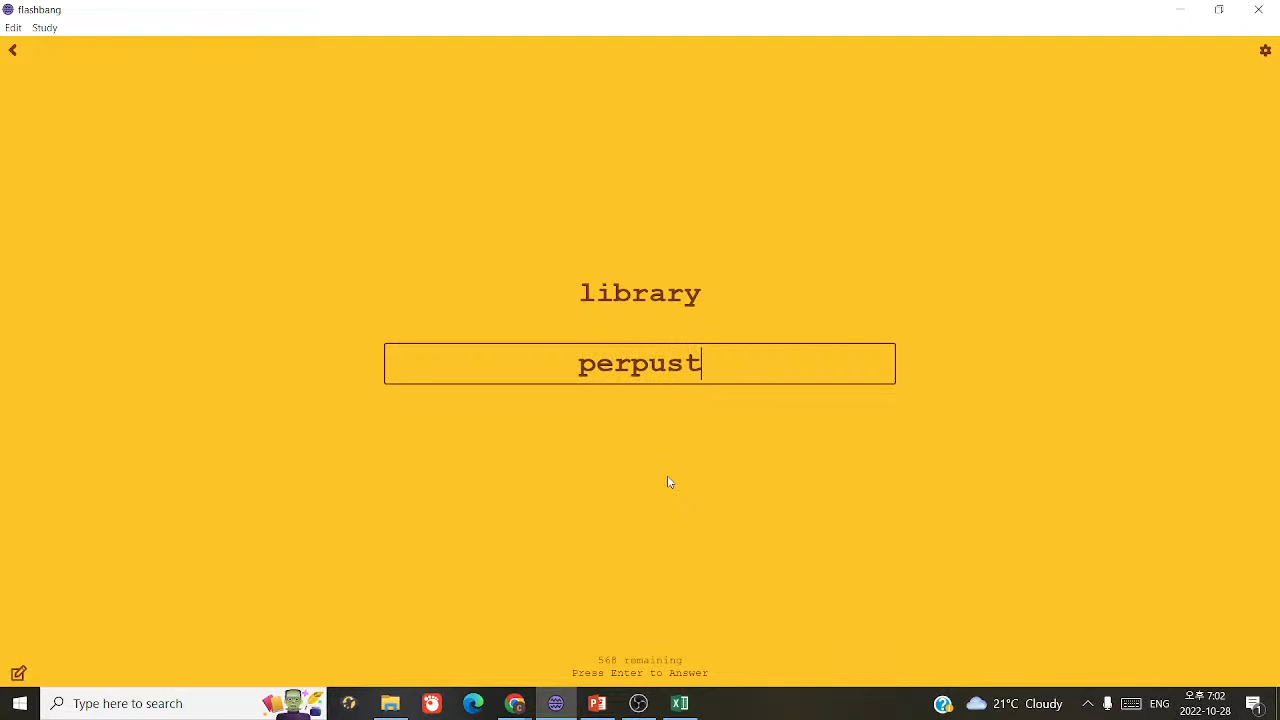 flashbang
Edit Study
library
perpust
568 remaining
Press Enter to Answer
Type here to search
21°C Cloudy
ENG
오후 7:02
2022-10-28
1